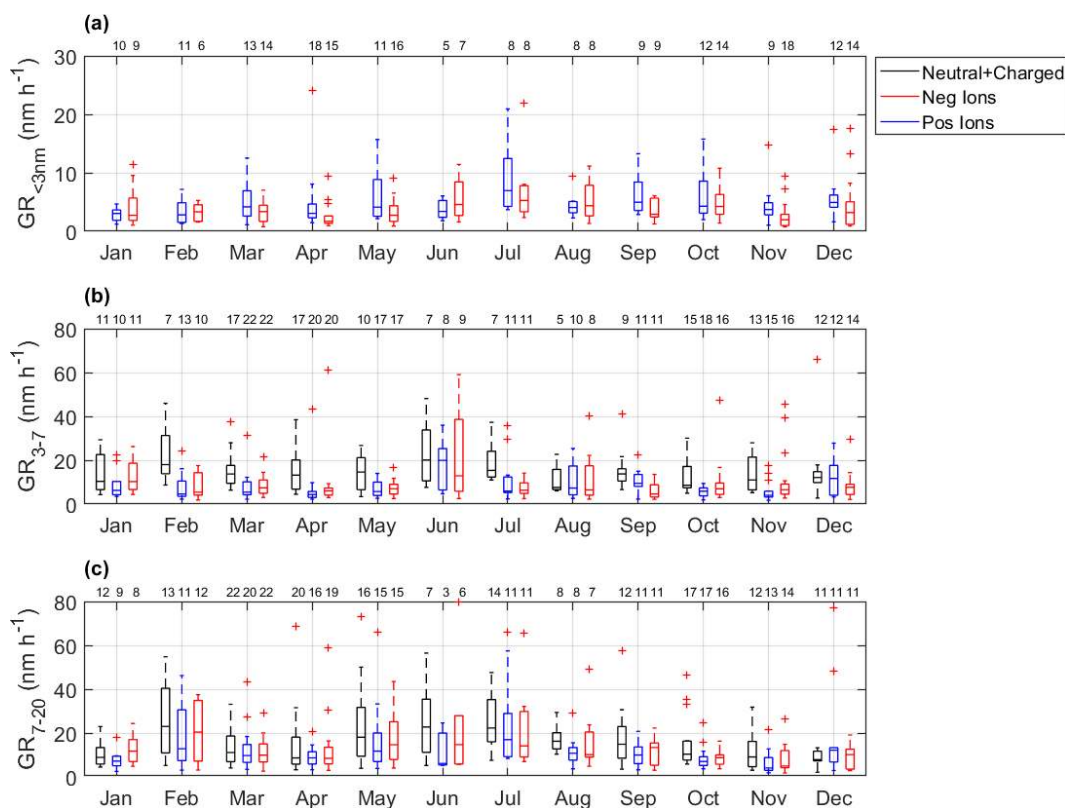 (a)
10 9 11 6 13 14 18 15 11 16 5 7 8 8 8 8 9 9 12 14 9 18 12 14
30
20
10
0
GR<3nm (nm h-1)
Jan Feb Mar Apr May Jun Jul Aug Sep Oct Nov Dec
Neutral+Charged
Neg Ions
Pos Ions
(b)
11 10 11 7 13 10 17 22 22 17 20 20 10 17 17 7 8 9 7 11 11 5 10 8 9 11 11 15 18 16 13 15 16 12 12 14
80
60
40
20
0
GR3-7 (nm h-1)
Jan Feb Mar Apr May Jun Jul Aug Sep Oct Nov Dec
(c)
12 9 8 13 11 12 22 20 22 20 16 19 16 15 15 7 3 6 14 11 11 8 8 7 12 11 11 17 17 16 12 13 14 11 11 11
80
60
40
20
0
GR7-20 (nm h-1)
Jan Feb Mar Apr May Jun Jul Aug Sep Oct Nov Dec